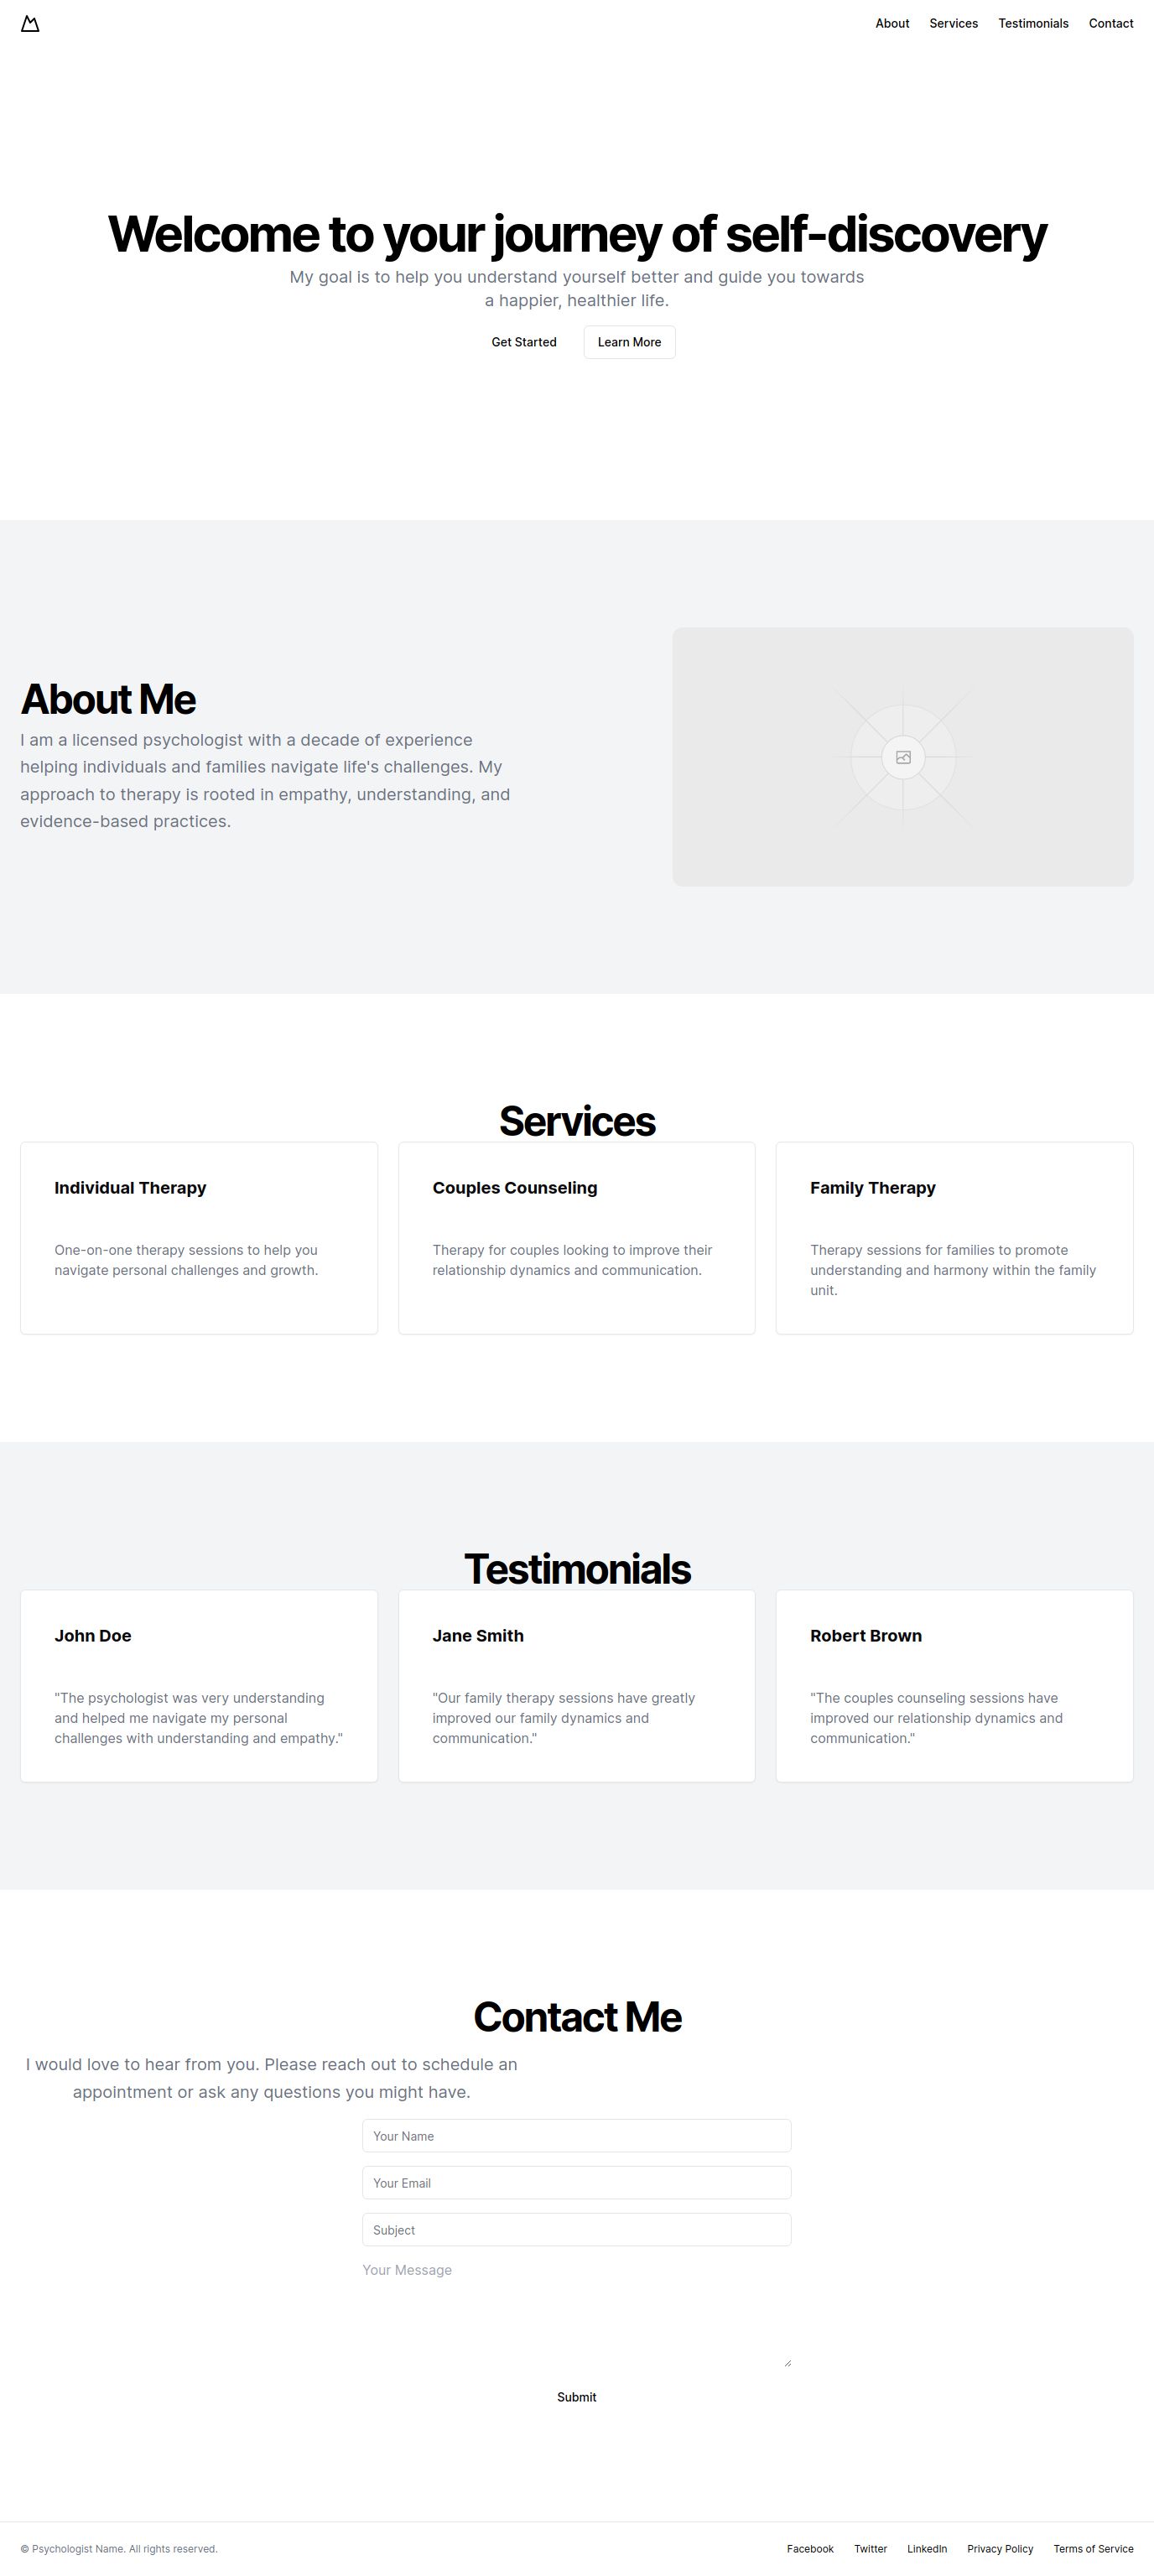 About Services Testimonials Contact
Welcome to your journey of self-discovery
My goal is to help you understand yourself better and guide you towards
a happier, healthier life.
Get Started Learn More
About Me
I am a licensed psychologist with a decade of experience
helping individuals and families navigate life's challenges. My
approach to therapy is rooted in empathy, understanding, and
evidence-based practices.
Services
Individual Therapy
One-on-one therapy sessions to help you
navigate personal challenges and growth.
Couples Counseling
Therapy for couples looking to improve their
relationship dynamics and communication.
Family Therapy
Therapy sessions for families to promote
understanding and harmony within the family
unit.
Testimonials
John Doe
"The psychologist was very understanding
and helped me navigate my personal
challenges with understanding and empathy."
Jane Smith
"Our family therapy sessions have greatly
improved our family dynamics and
communication."
Robert Brown
"The couples counseling sessions have
improved our relationship dynamics and
communication."
Contact Me
I would love to hear from you. Please reach out to schedule an
appointment or ask any questions you might have.
Your Name
Your Email
Subject
Your Message
Submit
© Psychologist Name. All rights reserved.
Facebook Twitter LinkedIn Privacy Policy Terms of Service